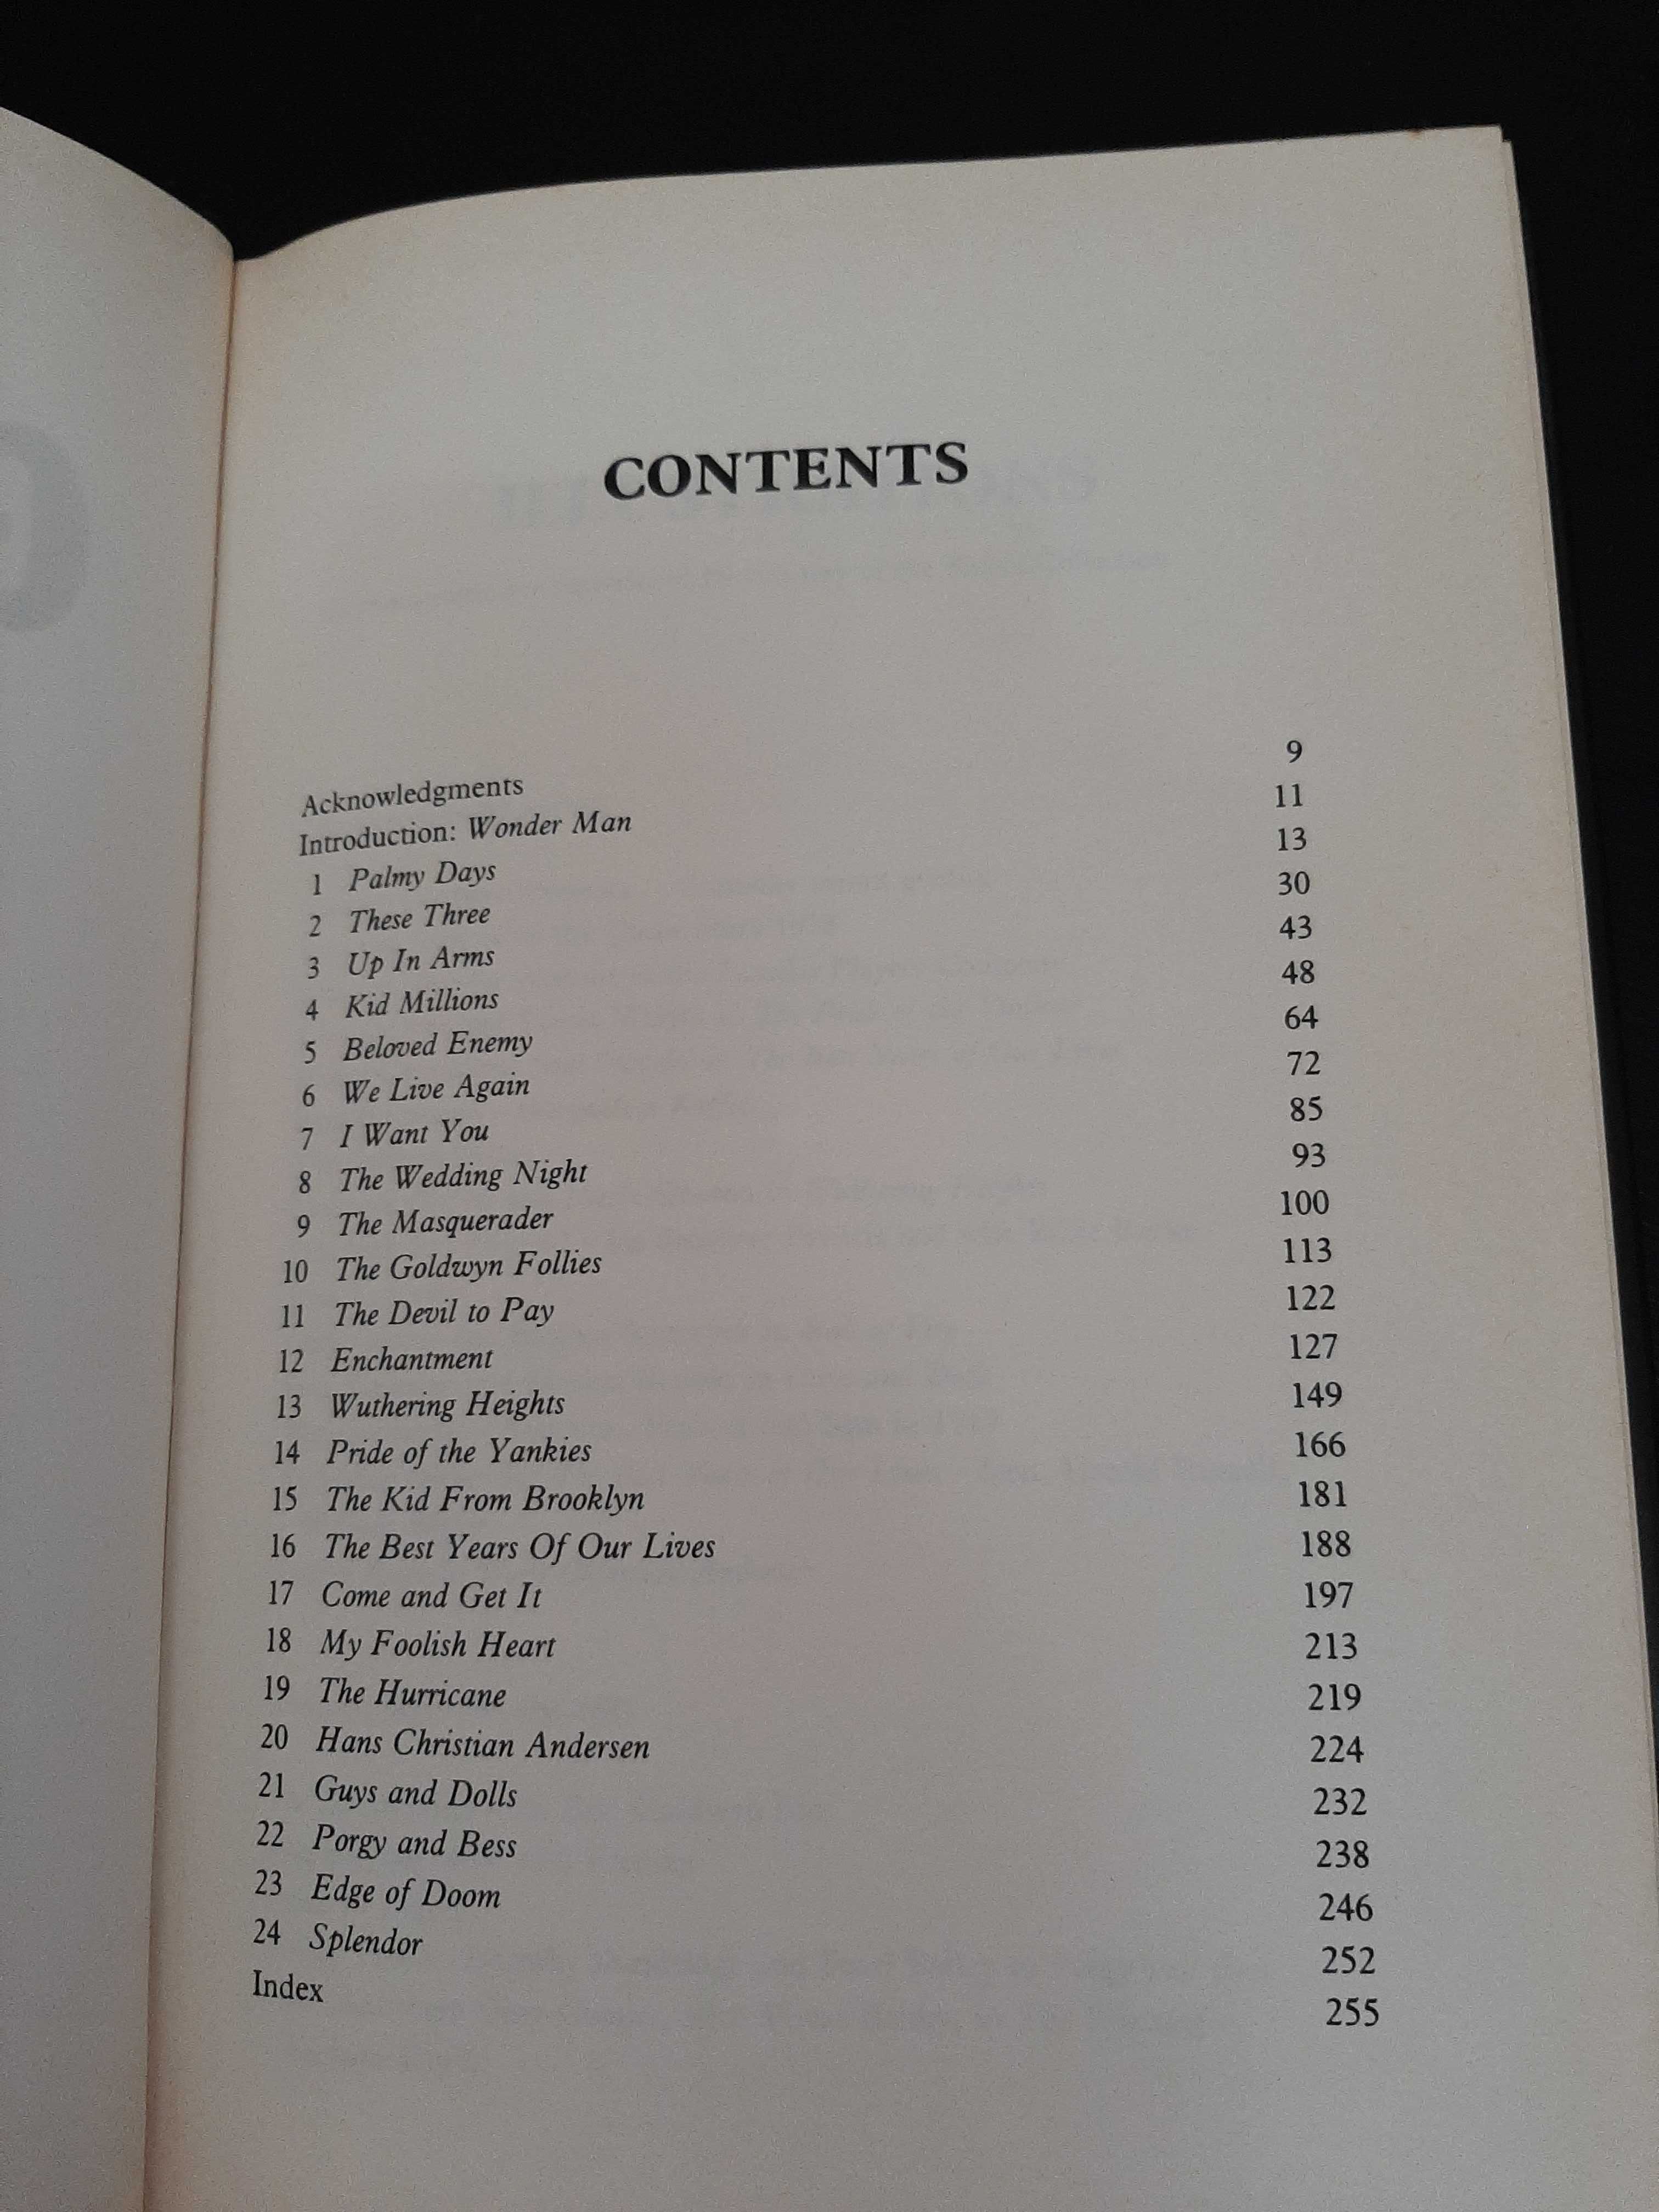 CONTENTS
Acknowledgments 9
Introduction: Wonder Man 11
1 Palmy Days 13
2 These Three 30
3 Up In Arms 43
4 Kid Millions 48
5 Beloved Enemy 64
6 We Live Again 72
7 I Want You 85
8 The Wedding Night 93
9 The Masquerader 100
10 The Goldwyn Follies 113
11 The Devil to Pay 122
12 Enchantment 127
13 Wuthering Heights 149
14 Pride of the Yankies 166
15 The Kid From Brooklyn 181
16 The Best Years Of Our Lives 188
17 Come and Get It 197
18 My Foolish Heart 213
19 The Hurricane 219
20 Hans Christian Andersen 224
21 Guys and Dolls 232
22 Porgy and Bess 238
23 Edge of Doom 246
24 Splendor 252
Index 255